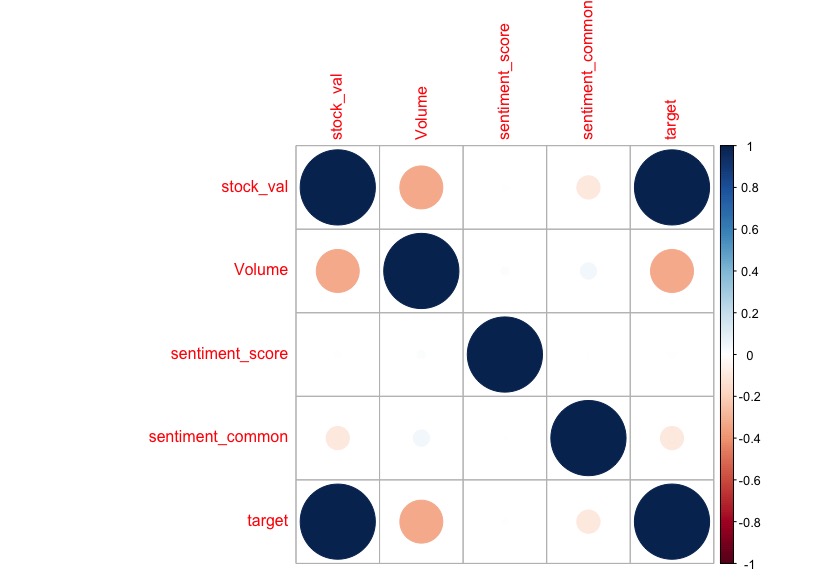 stock_val
Volume
sentiment_score
sentiment_common
target
stock_val
Volume
sentiment_score
sentiment_common
target
1
0.8
0.6
0.4
0.2
0
-0.2
-0.4
-0.6
-0.8
-1